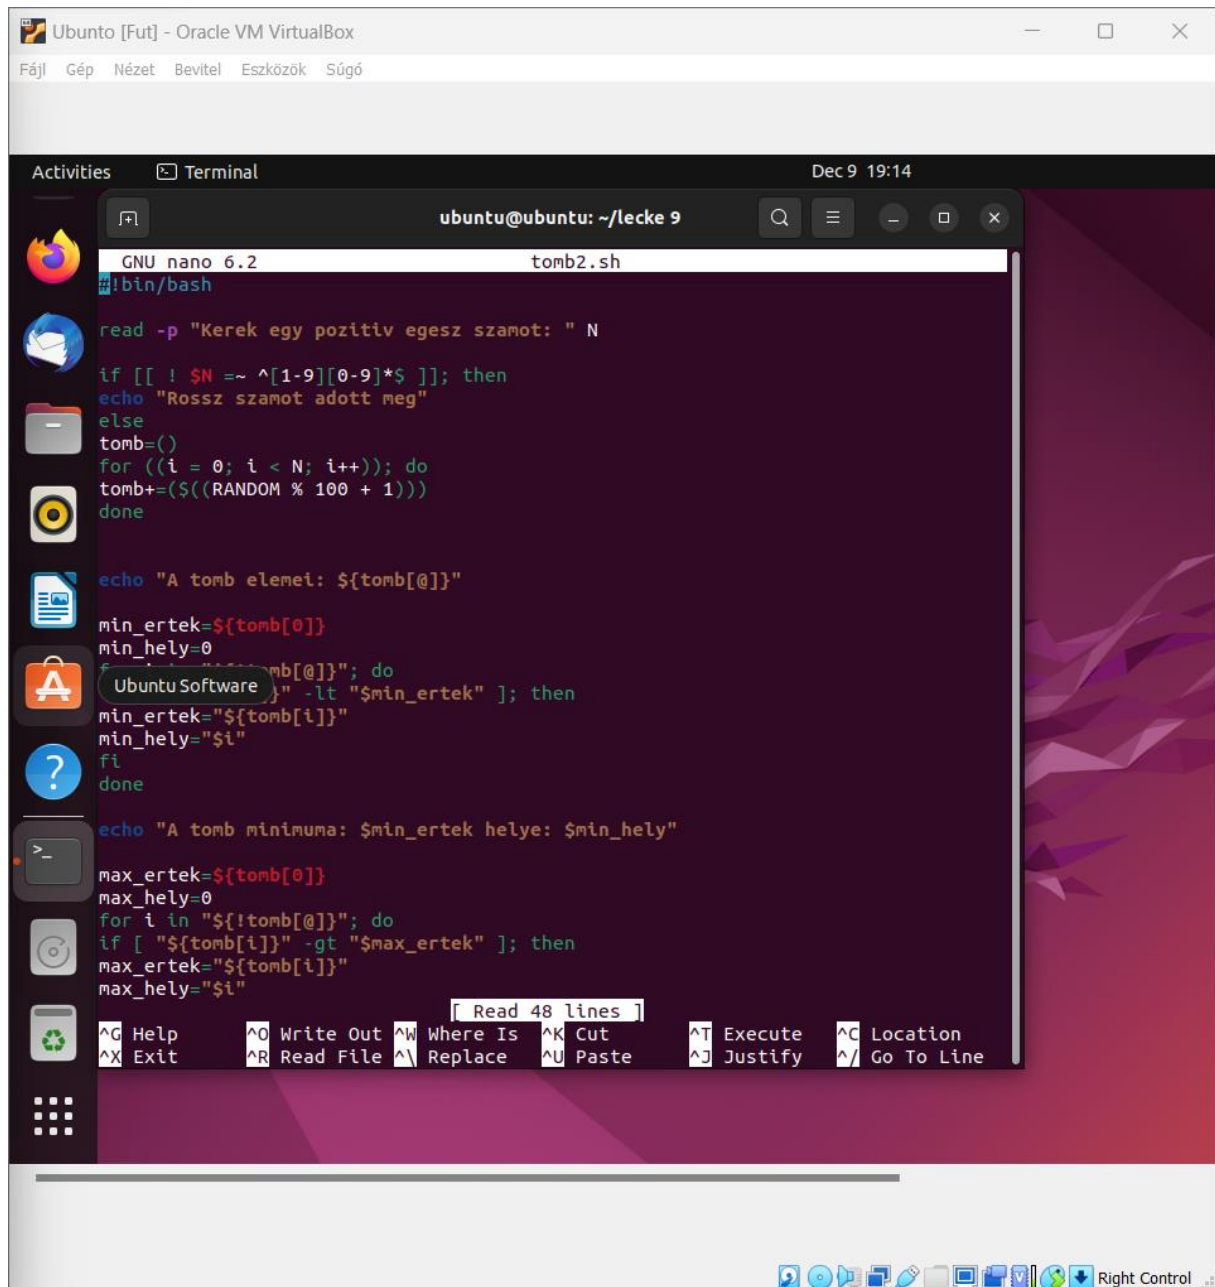 Ubunto [Fut] - Oracle VM VirtualBox
Fájl Gép Nézet Bevitel Eszközök Súgó
Activities Terminal Dec 9 19:14
ubuntu@ubuntu: ~/lecke 9
GNU nano 6.2 tomb2.sh
#!bin/bash
read -p "Kerek egy pozitiv egesz szamot: " N
if [[ ! $N =~ ^[1-9][0-9]*$ ]]; then
echo "Rossz szamot adott meg"
else
tomb=()
for ((i = 0; i < N; i++)); do
tomb+=($((RANDOM % 100 + 1)))
done
echo "A tomb elemei: ${tomb[@]}"
min_ertek=${tomb[0]}
min_hely=0
mb[@]}"; do
Ubuntu Software
}" -lt "$min_ertek" ]; then
min_ertek="${tomb[i]}"
min_hely="$i"
fi
done
echo "A tomb minimuma: $min_ertek helye: $min_hely"
max_ertek=${tomb[0]}
max_hely=0
for i in "${!tomb[@]}"; do
if [ "${tomb[i]}" -gt "$max_ertek" ]; then
max_ertek="${tomb[i]}"
max_hely="$i"
[ Read 48 lines ]
^G Help ^O Write Out ^W Where Is ^K Cut ^T Execute ^C Location
^X Exit ^R Read File ^\ Replace ^U Paste ^J Justify ^/ Go To Line
Right Control